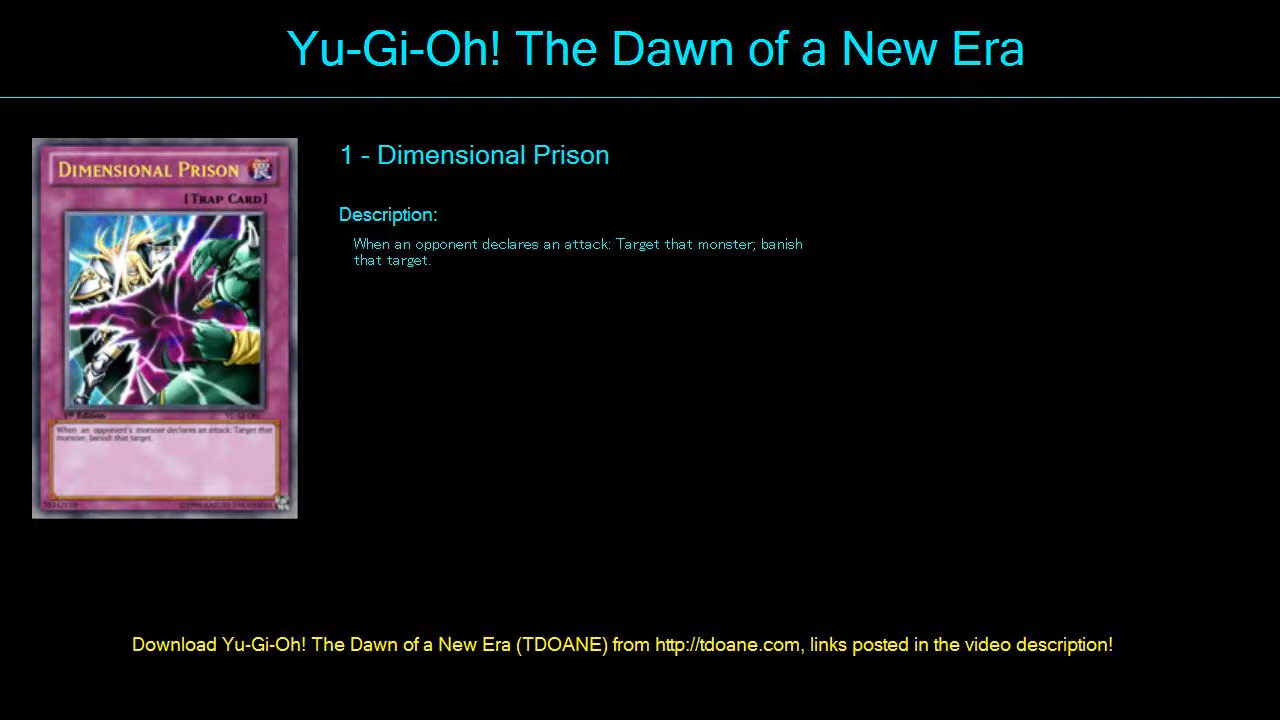 Yu-Gi-Oh! The Dawn of a New Era
DIMENSIONAL PRISON
[TRAP CARD]
1st Edition
When an opponent's monster declares an attack: Target that
monster; banish that target.
1 - Dimensional Prison
Description:
When an opponent declares an attack: Target that monster; banish
that target.
Download Yu-Gi-Oh! The Dawn of a New Era (TDOANE) from http://tdoane.com, links posted in the video description!